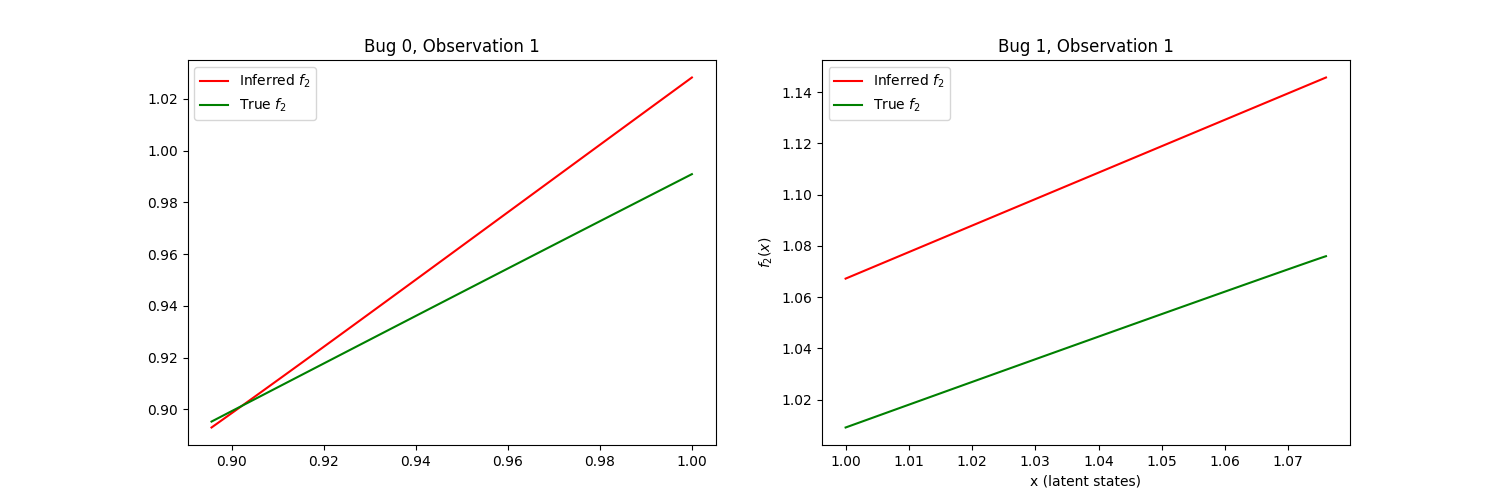 Bug 0, Observation 1
Inferred f₂
True f₂
1.02
1.00
0.98
0.96
0.94
0.92
0.90
0.90 0.92 0.94 0.96 0.98 1.00
Bug 1, Observation 1
Inferred f₂
True f₂
f₂(x)
1.14
1.12
1.10
1.08
1.06
1.04
1.02
1.00 1.01 1.02 1.03 1.04 1.05 1.06 1.07
x (latent states)